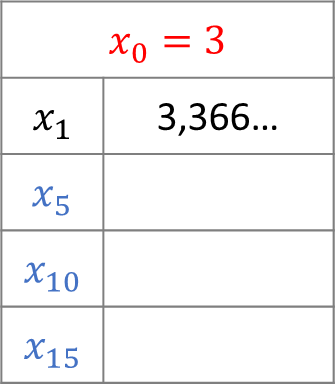 x₀ = 3
x₁ 3,366...
x₅
x₁₀
x₁₅